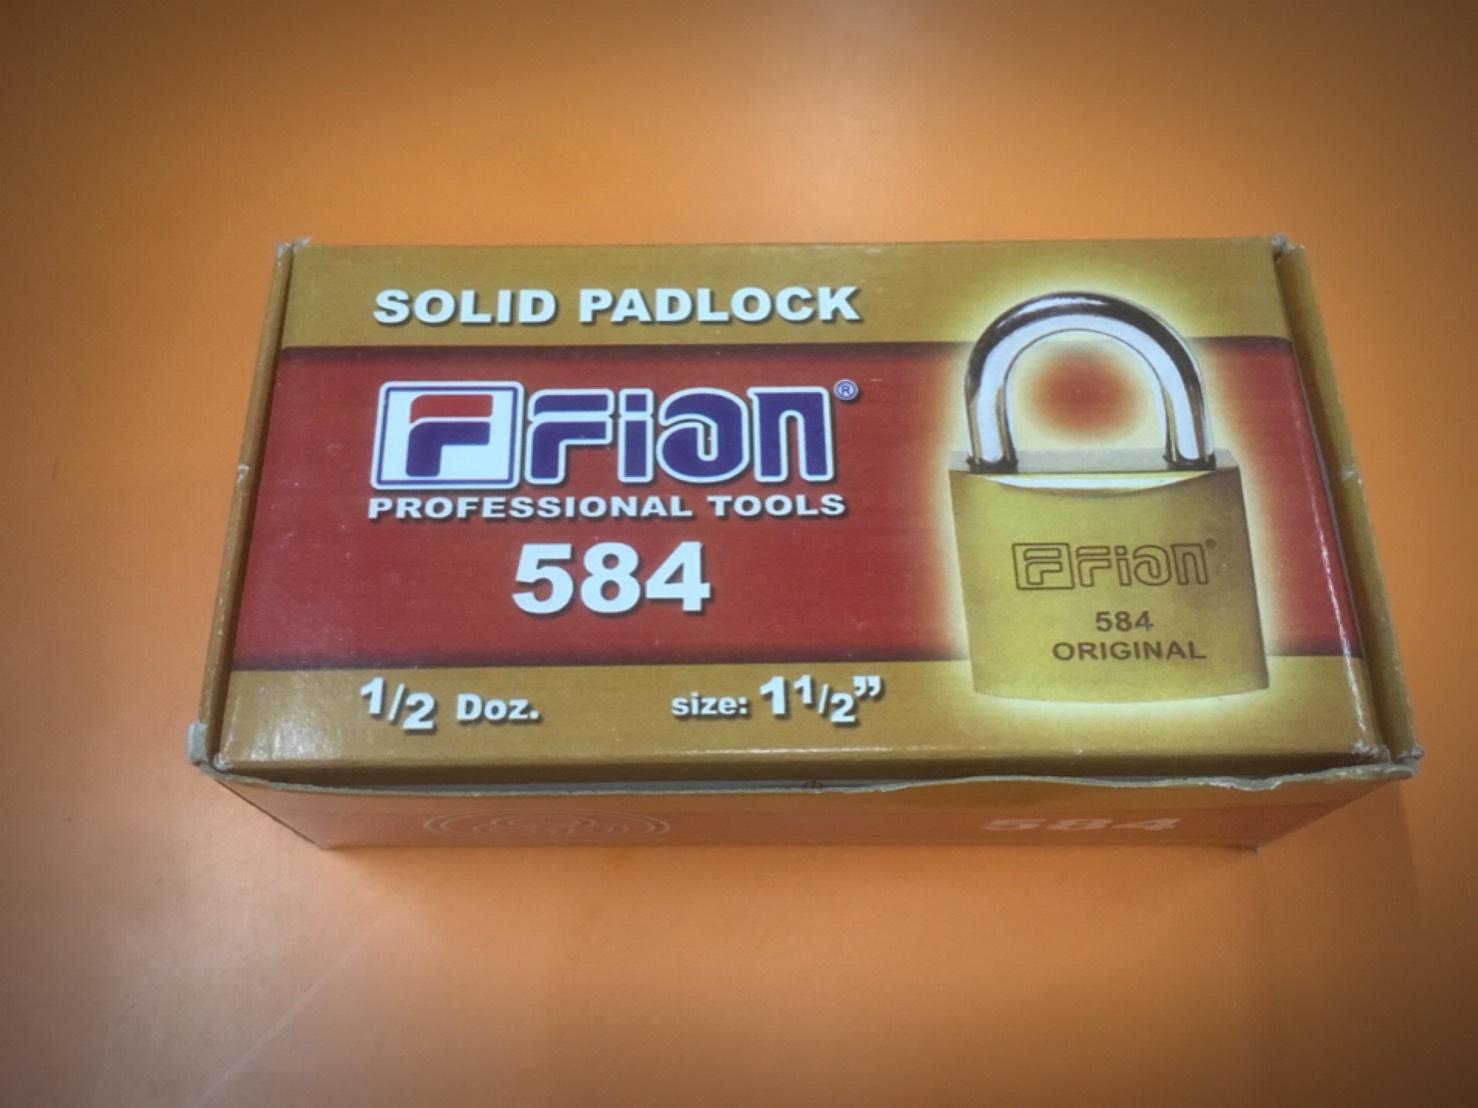 SOLID PADLOCK
F Fion®
PROFESSIONAL TOOLS
584
1/2 Doz.
size: 1 1/2”
F Fion®
584
ORIGINAL
584